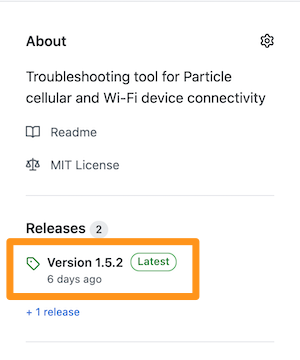 About
Troubleshooting tool for Particle
cellular and Wi-Fi device connectivity
Readme
MIT License
Releases 2
Version 1.5.2 Latest
6 days ago
+ 1 release